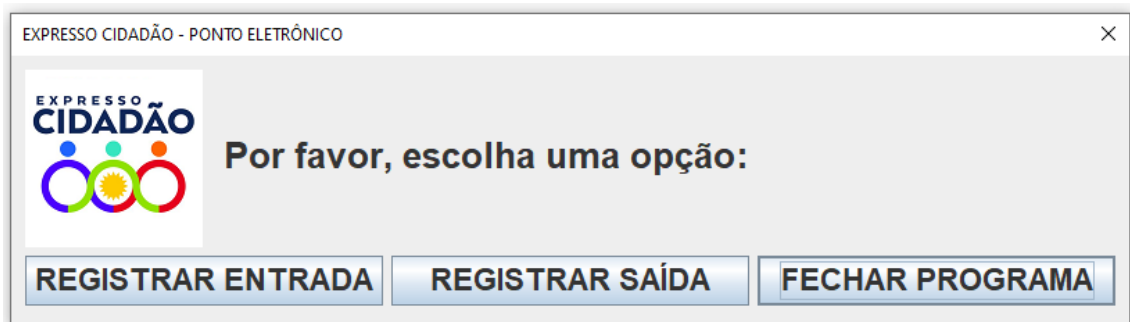 EXPRESSO CIDADÃO - PONTO ELETRÔNICO
EXPRESSO
CIDADÃO
Por favor, escolha uma opção:
REGISTRAR ENTRADA
REGISTRAR SAÍDA
FECHAR PROGRAMA